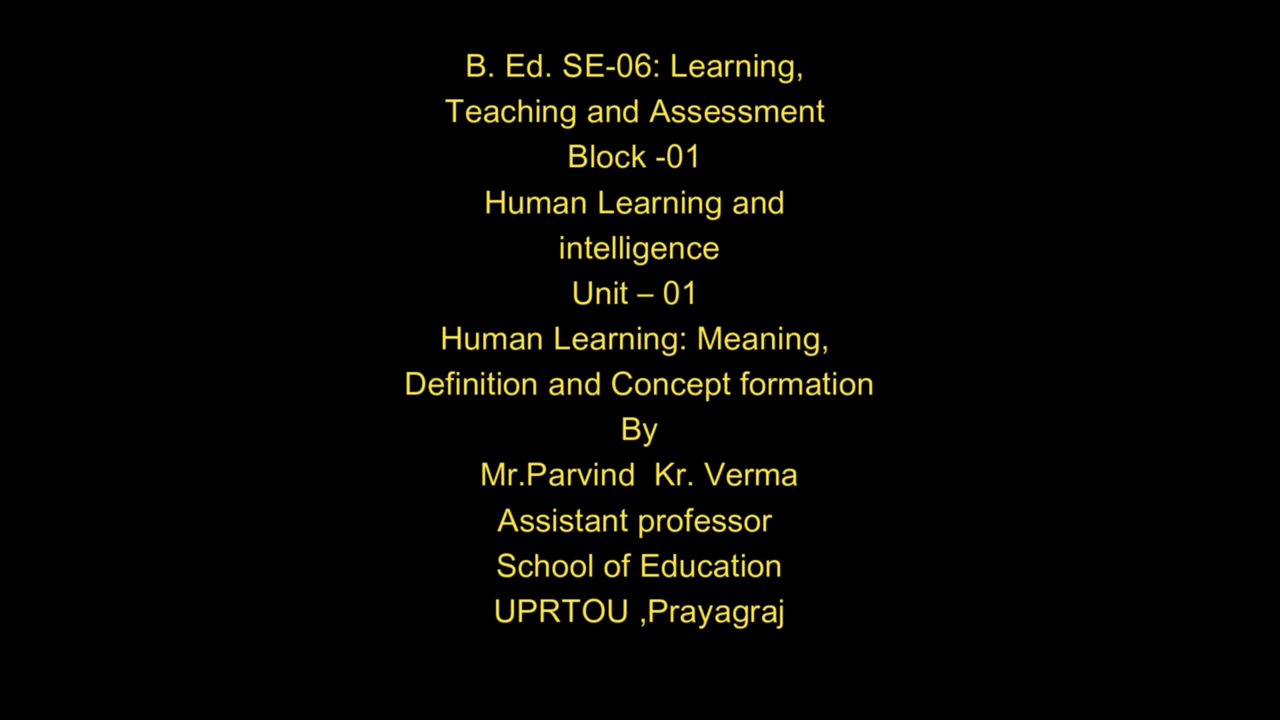 B. Ed. SE-06: Learning,
Teaching and Assessment
Block -01
Human Learning and
intelligence
Unit – 01
Human Learning: Meaning,
Definition and Concept formation
By
Mr.Parvind  Kr. Verma
Assistant professor
School of Education
UPRTOU ,Prayagraj